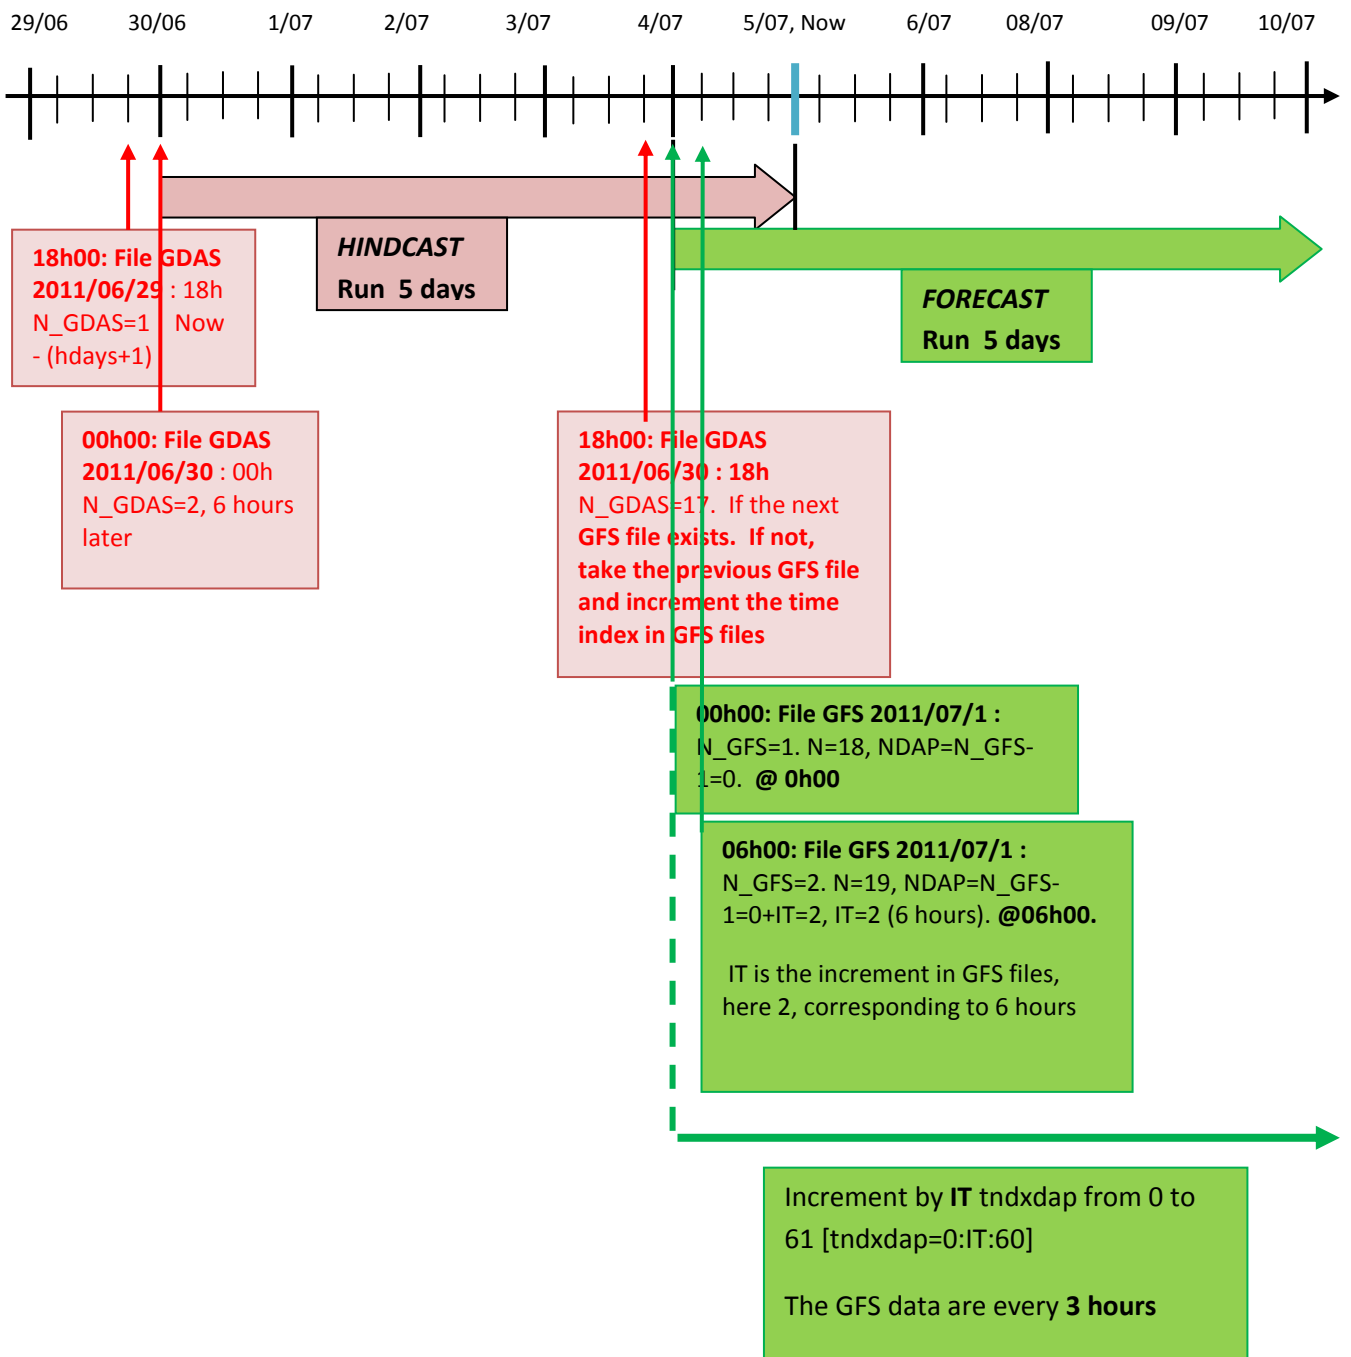 29/06 30/06 1/07 2/07 3/07 4/07 5/07, Now 6/07 08/07 09/07 10/07
HINDCAST
Run 5 days
18h00: File GDAS
2011/06/29 : 18h
N_GDAS=1 Now
- (hdays+1)
FORECAST
Run 5 days
00h00: File GDAS
2011/06/30 : 00h
N_GDAS=2, 6 hours
later
18h00: File GDAS
2011/06/30 : 18h
N_GDAS=17. If the next
GFS file exists. If not,
take the previous GFS file
and increment the time
index in GFS files
00h00: File GFS 2011/07/1 :
N_GFS=1. N=18, NDAP=N_GFS-
1=0. @ 0h00
06h00: File GFS 2011/07/1 :
N_GFS=2. N=19, NDAP=N_GFS-
1=0+IT=2, IT=2 (6 hours). @06h00.
IT is the increment in GFS files,
here 2, corresponding to 6 hours
Increment by IT tndxdap from 0 to
61 [tndxdap=0:IT:60]
The GFS data are every 3 hours